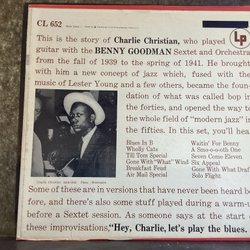 CL 652
LP
This is the story of Charlie Christian, who played
guitar with the BENNY GOODMAN Sextet and Orchestra
from the fall of 1939 to the spring of 1941. He brought
with him a new concept of jazz which, fused with the
music of Lester Young and a few others, became the foun-
dation of what was called bop in
the forties, and opened the way to
the whole field of "modern" jazz in
the fifties. In this set, you'll hear
Blues In B
Wholly Cats
Till Tom Special
Gone With "What" Wind
Breakfast Feud
Air Mail Special
Waitin' For Benny
A Smo-o-o-oth One
Seven Come Eleven
Six Appeal
Gone With What Draft
Solo Flight
Some of these are in versions that have never been heard be-
fore, and there's also some stuff played during a warm-up
before a Sextet session. As someone says at the start of
these improvisations, "Hey, Charlie, let's play the blues